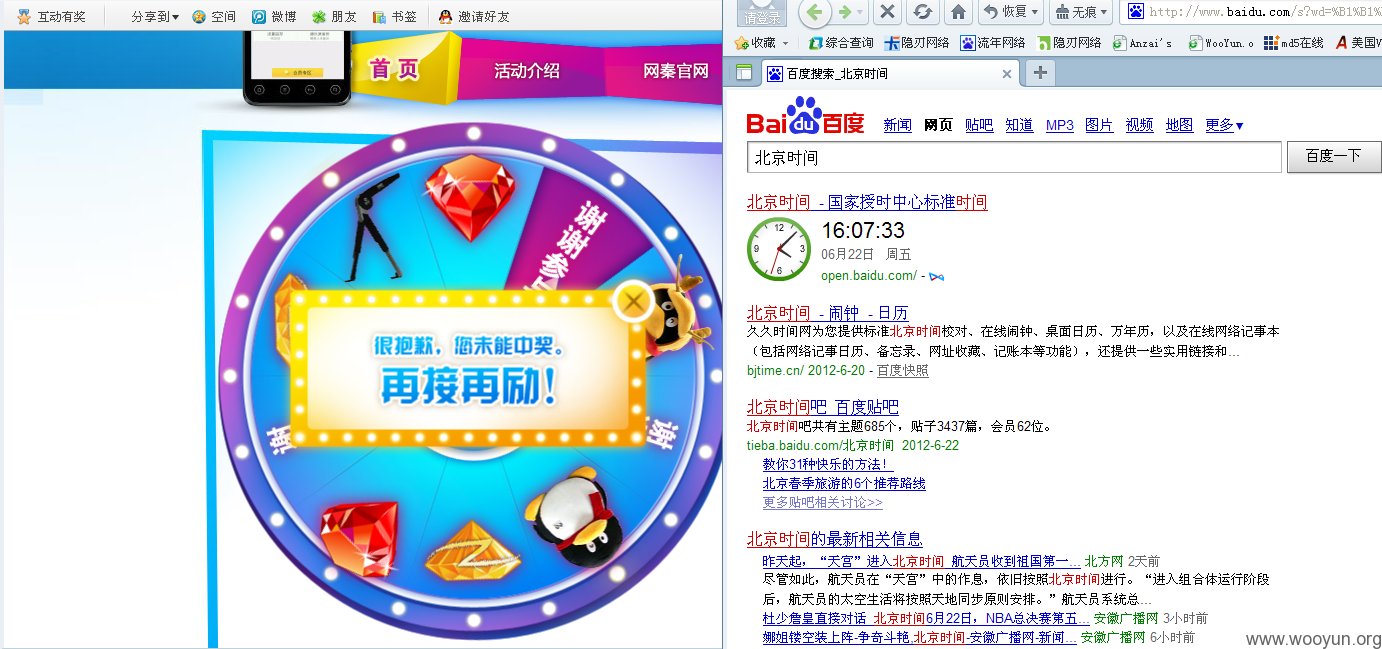 互动有奖 分享到 空间 微博 朋友 书签 邀请好友
首页 活动介绍 网秦官网
谢谢参与
很抱歉，您未能中奖。
再接再励！
谢
谢
请登录 恢复 无痕 http://www.baidu.com/s?wd=%B1%B1%
收藏 综合查询 隐刃网络 流年网络 隐刃网络 Anzai's WooYun.o md5在线 美国V
百度搜索_北京时间
Bai du 百度 新闻 网页 贴吧 知道 MP3 图片 视频 地图 更多
北京时间 百度一下
北京时间 - 国家授时中心标准时间
12 3 6 9
16:07:33
06月22日 周五
open.baidu.com/ -
北京时间 - 闹钟 - 日历
久久时间网为您提供标准北京时间校对、在线闹钟、桌面日历、万年历，以及在线网络记事本
（包括网络记事日历、备忘录、网址收藏、记账本等功能），还提供一些实用链接和...
bjtime.cn/ 2012-6-20 - 百度快照
北京时间吧_百度贴吧
北京时间吧共有主题685个，贴子3437篇，会员62位。
tieba.baidu.com/北京时间 2012-6-22
教你31种快乐的方法！
北京春季旅游的6个推荐路线
更多贴吧相关讨论>>
北京时间的最新相关信息
昨天起，“天宫”进入北京时间 航天员收到祖国第一... 北方网 2天前
尽管如此，航天员在“天宫”中的作息，依旧按照北京时间进行。“进入组合体运行阶段
后，航天员的太空生活将按照天地同步原则安排。”航天员系统总...
杜少詹皇直接对话 北京时间6月22日，NBA总决赛第五... 安徽广播网 3小时前
娜姐镂空装上阵-争奇斗艳,北京时间-安徽广播网-新闻... 安徽广播网 6小时前
www.wooyun.org